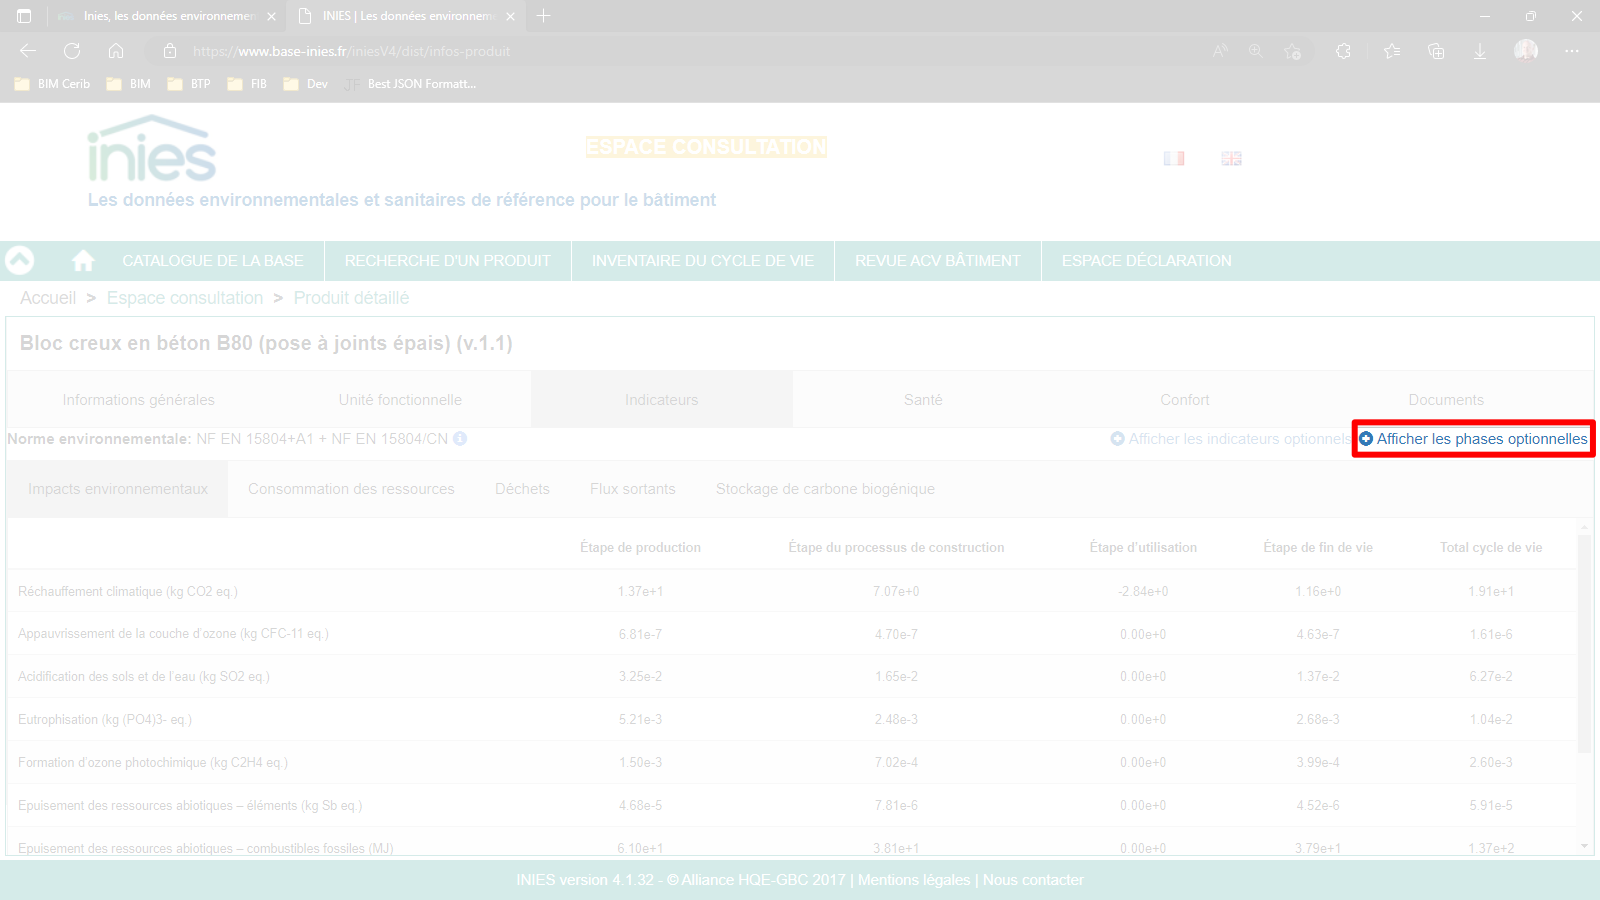 Inies, les données environnemen
INIES | Les données environneme
https://www.base-inies.fr/iniesV4/dist/infos-produit
BIM Cerib
BIM
BTP
FIB
Dev
JF Best JSON Formatt...
inies
ESPACE CONSULTATION
Les données environnementales et sanitaires de référence pour le bâtiment
CATALOGUE DE LA BASE
RECHERCHE D'UN PRODUIT
INVENTAIRE DU CYCLE DE VIE
REVUE ACV BÂTIMENT
ESPACE DÉCLARATION
Accueil > Espace consultation > Produit détaillé
Bloc creux en béton B80 (pose à joints épais) (v.1.1)
Informations générales
Unité fonctionnelle
Indicateurs
Santé
Confort
Documents
Norme environnementale: NF EN 15804+A1 + NF EN 15804/CN
Afficher les indicateurs optionnels
Afficher les phases optionnelles
Impacts environnementaux
Consommation des ressources
Déchets
Flux sortants
Stockage de carbone biogénique
Étape de production Étape du processus de construction Étape d'utilisation Étape de fin de vie Total cycle de vie
Réchauffement climatique (kg CO2 eq.) 1.37e+1 7.07e+0 -2.84e+0 1.16e+0 1.91e+1
Appauvrissement de la couche d'ozone (kg CFC-11 eq.) 6.81e-7 4.70e-7 0.00e+0 4.63e-7 1.61e-6
Acidification des sols et de l'eau (kg SO2 eq.) 3.25e-2 1.65e-2 0.00e+0 1.37e-2 6.27e-2
Eutrophisation (kg (PO4)3- eq.) 5.21e-3 2.48e-3 0.00e+0 2.68e-3 1.04e-2
Formation d'ozone photochimique (kg C2H4 eq.) 1.50e-3 7.02e-4 0.00e+0 3.99e-4 2.60e-3
Epuisement des ressources abiotiques – éléments (kg Sb eq.) 4.68e-5 7.81e-6 0.00e+0 4.52e-6 5.91e-5
Epuisement des ressources abiotiques – combustibles fossiles (MJ) 6.10e+1 3.81e+1 0.00e+0 3.79e+1 1.37e+2
INIES version 4.1.32 - © Alliance HQE-GBC 2017 | Mentions légales | Nous contacter